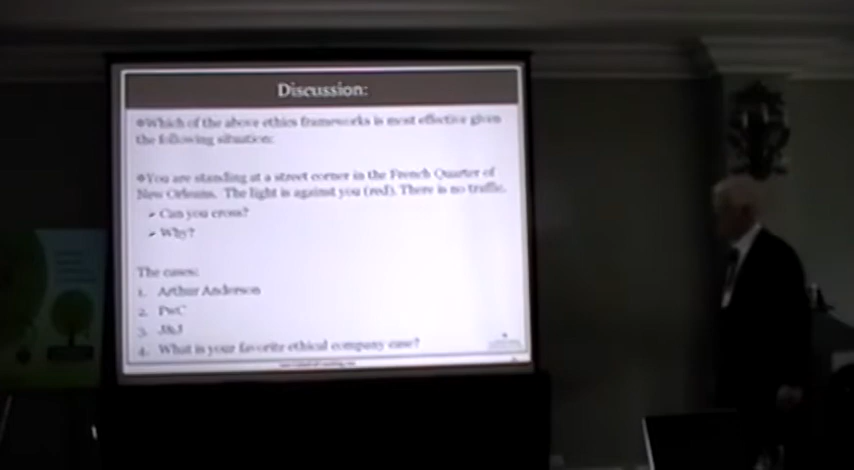 Discussion:
Which of the above ethics frameworks is most effective given
the following situation:
You are standing at a street corner in the French Quarter of
New Orleans. The light is against you (red). There is no traffic.
Can you cross?
Why?
The cases:
1. Arthur Anderson
2. PwC
3. J&J
4. What is your favorite ethical company case?